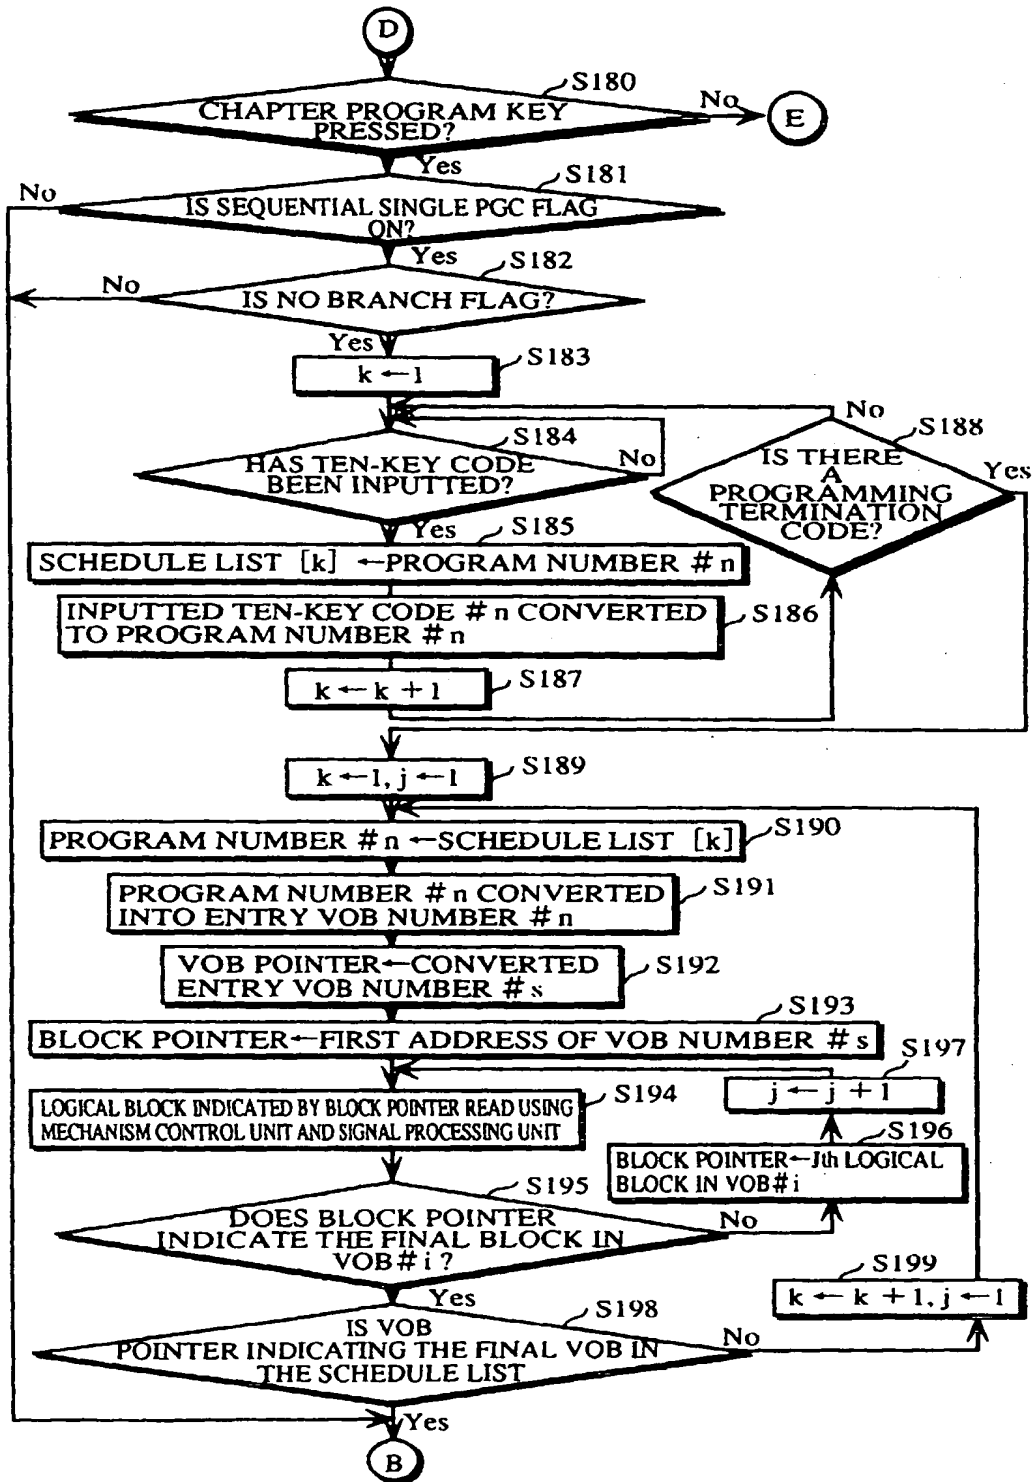 D
S180
CHAPTER PROGRAM KEY
PRESSED?
No
E
Yes
S181
No
IS SEQUENTIAL SINGLE PGC FLAG
ON?
Yes
S182
No
IS NO BRANCH FLAG?
Yes
S183
k ← 1
No
S188
S184
HAS TEN-KEY CODE
BEEN INPUTTED?
No
IS THERE
A
PROGRAMMING
TERMINATION
CODE?
Yes
Yes
S185
SCHEDULE LIST [k] ← PROGRAM NUMBER # n
INPUTTED TEN-KEY CODE # n CONVERTED
TO PROGRAM NUMBER # n
S186
k ← k + 1
S187
k ← 1, j ← 1
S189
PROGRAM NUMBER # n ← SCHEDULE LIST [k]
S190
PROGRAM NUMBER # n CONVERTED
INTO ENTRY VOB NUMBER # n
S191
VOB POINTER ← CONVERTED
ENTRY VOB NUMBER # s
S192
S193
BLOCK POINTER ← FIRST ADDRESS OF VOB NUMBER # s
S197
j ← j + 1
S194
LOGICAL BLOCK INDICATED BY BLOCK POINTER READ USING
MECHANISM CONTROL UNIT AND SIGNAL PROCESSING UNIT
S196
BLOCK POINTER ← Jth LOGICAL
BLOCK IN VOB# i
S195
DOES BLOCK POINTER
INDICATE THE FINAL BLOCK IN
VOB# i ?
No
Yes
S199
k ← k + 1, j ← 1
S198
IS VOB
POINTER INDICATING THE FINAL VOB IN
THE SCHEDULE LIST
No
Yes
B